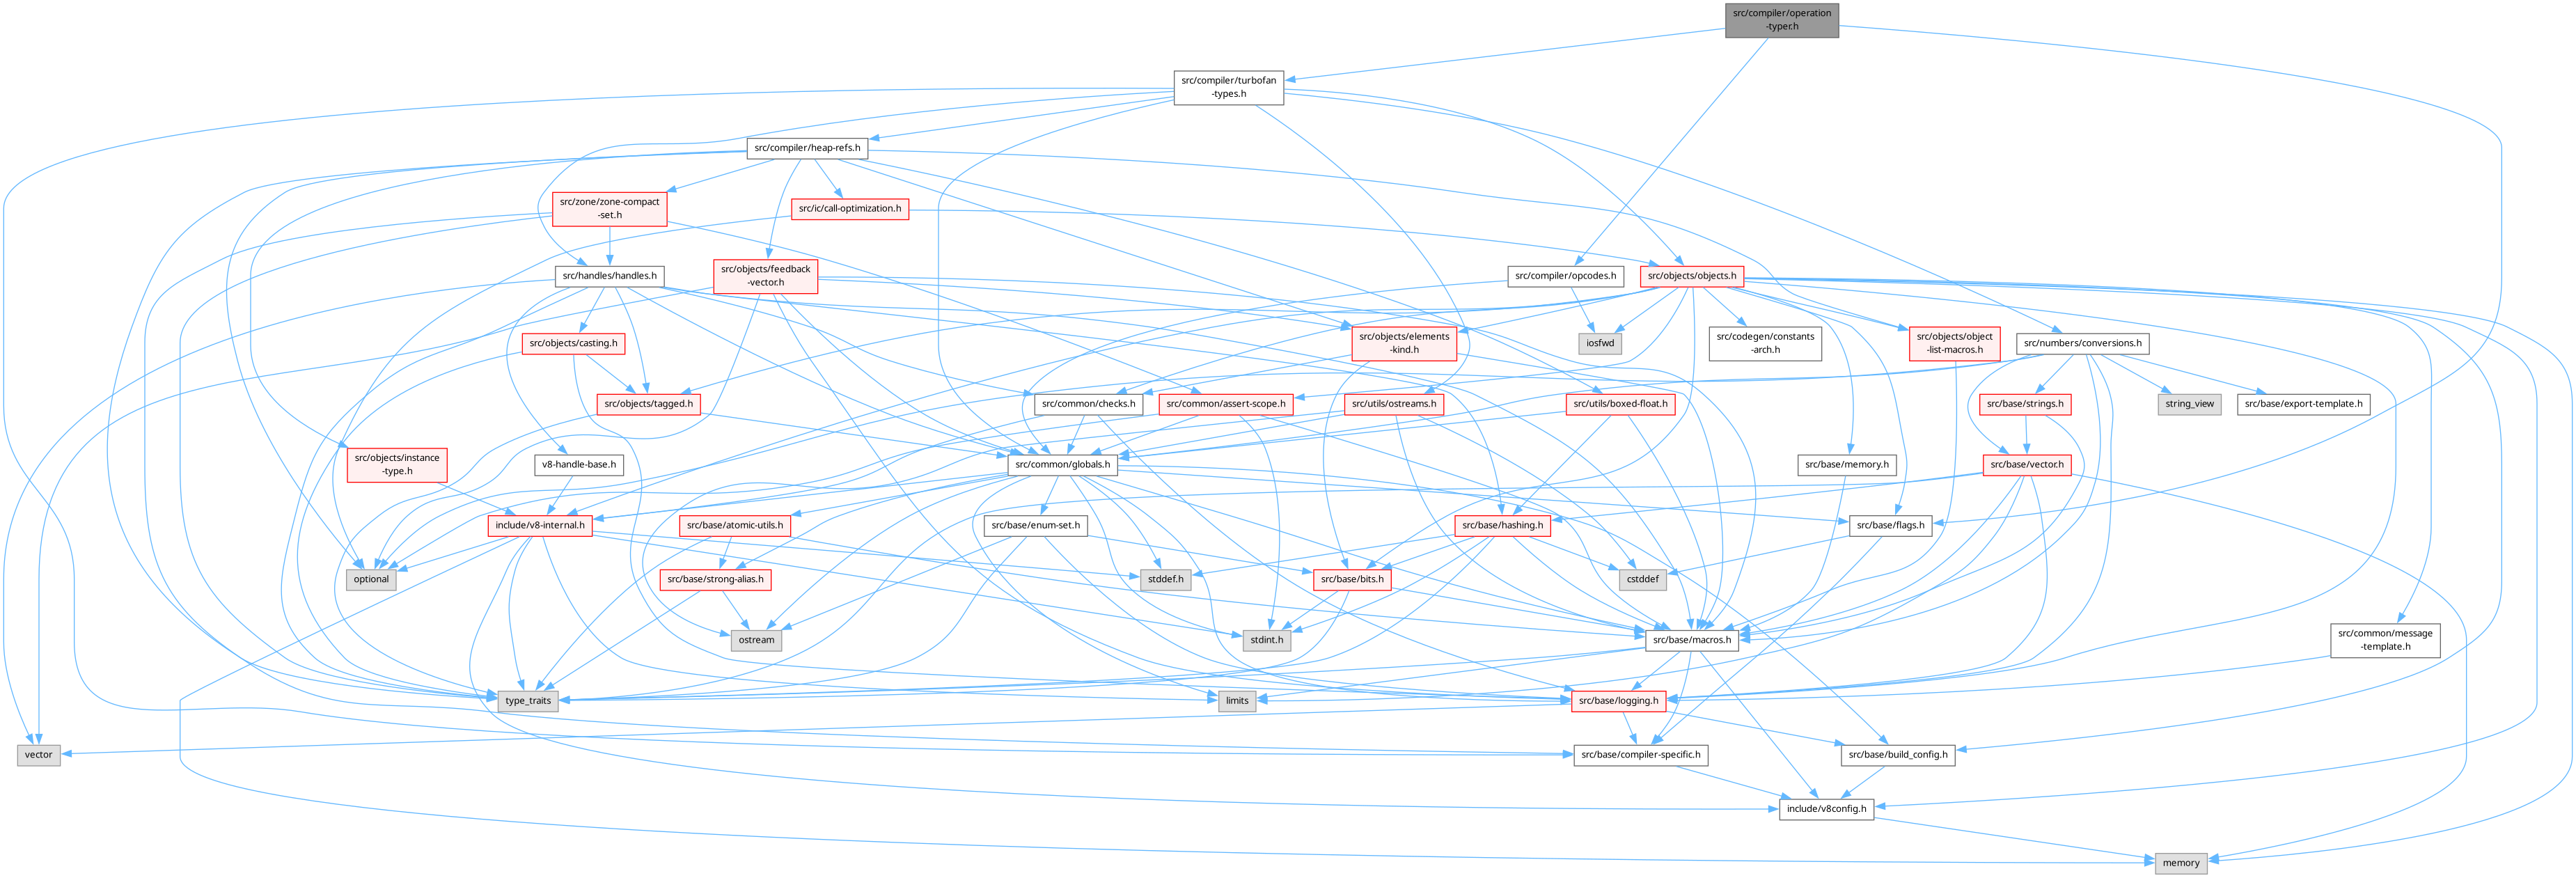 src/compiler/operation
-typer.h
src/compiler/turbofan
-types.h
src/compiler/heap-refs.h
src/zone/zone-compact
-set.h
src/ic/call-optimization.h
src/handles/handles.h
src/objects/feedback
-vector.h
src/compiler/opcodes.h
src/objects/objects.h
src/objects/casting.h
src/objects/elements
-kind.h
iosfwd
src/codegen/constants
-arch.h
src/objects/object
-list-macros.h
src/numbers/conversions.h
src/objects/tagged.h
src/common/checks.h
src/common/assert-scope.h
src/utils/ostreams.h
src/utils/boxed-float.h
src/base/strings.h
string_view
src/base/export-template.h
src/objects/instance
-type.h
v8-handle-base.h
src/common/globals.h
src/base/memory.h
src/base/vector.h
include/v8-internal.h
src/base/atomic-utils.h
src/base/enum-set.h
src/base/hashing.h
src/base/flags.h
optional
src/base/strong-alias.h
stddef.h
src/base/bits.h
cstddef
ostream
stdint.h
src/base/macros.h
src/common/message
-template.h
type_traits
limits
src/base/logging.h
vector
src/base/compiler-specific.h
src/base/build_config.h
include/v8config.h
memory